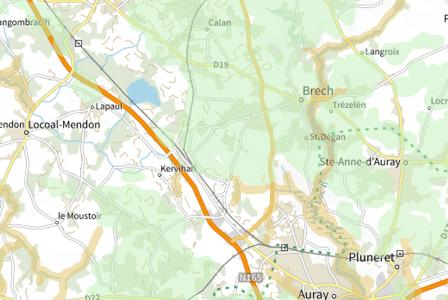 Calan
Langroix
D19
Brech
Trézelén
Lapaul
Locoal-Mendon
St Dégan
Ste-Anne-d'Auray
Kervihan
le Moustoir
Pluneret
N165
Auray
D22